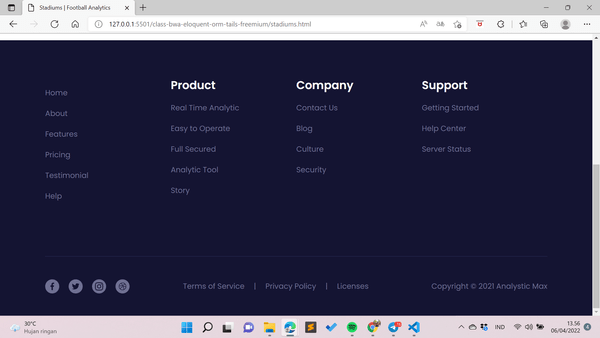 Stadiums | Football Analytics
127.0.0.1:5501/class-bwa-eloquent-orm-tails-freemium/stadiums.html
Home
About
Features
Pricing
Testimonial
Help
Product
Real Time Analytic
Easy to Operate
Full Secured
Analytic Tool
Story
Company
Contact Us
Blog
Culture
Security
Support
Getting Started
Help Center
Server Status
Terms of Service | Privacy Policy | Licenses
Copyright © 2021 Analystic Max
30°C
Hujan ringan
IND
13.56
06/04/2022